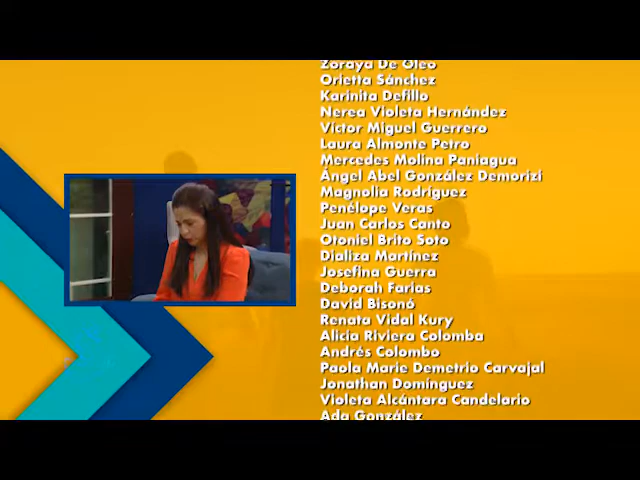 Zoraya De Oleo
Orietta Sánchez
Karinita Defillo
Nerea Violeta Hernández
Víctor Miguel Guerrero
Laura Almonte Petro
Mercedes Molina Paniagua
Ángel Abel González Demorizi
Magnolia Rodríguez
Penélope Veras
Juan Carlos Canto
Otoniel Brito Soto
Dializa Martínez
Josefina Guerra
Deborah Farías
David Bisonó
Renata Vidal Kury
Alicia Riviera Colomba
Andrés Colombo
Paola Marie Demetrio Carvajal
Jonathan Domínguez
Violeta Alcántara Candelario
Ada González